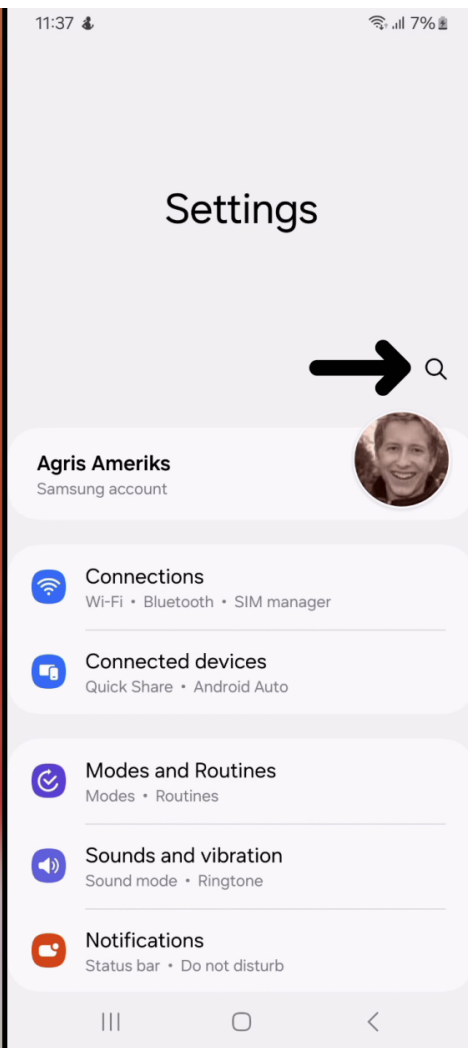 11:37 7%
Settings
Agris Ameriks
Samsung account
Connections
Wi-Fi • Bluetooth • SIM manager
Connected devices
Quick Share • Android Auto
Modes and Routines
Modes • Routines
Sounds and vibration
Sound mode • Ringtone
Notifications
Status bar • Do not disturb